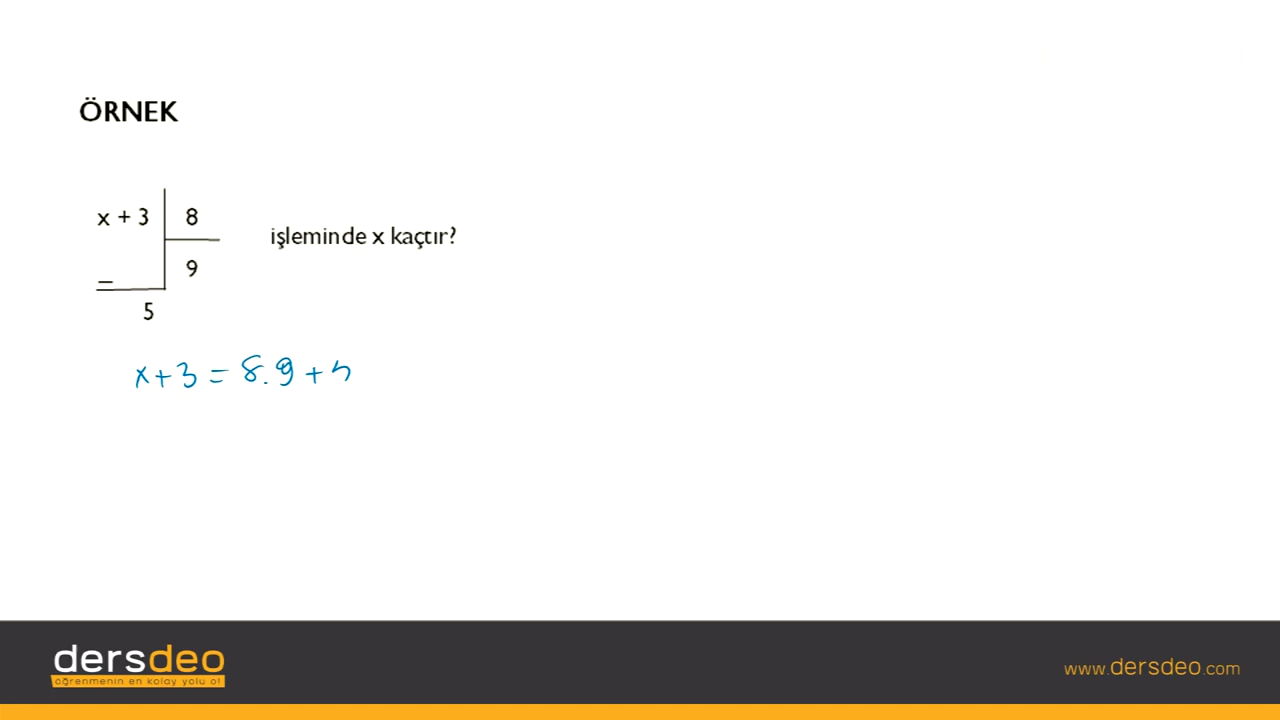 ÖRNEK
x + 3 8
işleminde x kaçtır?
9
–
5
x+3 = 8.9+5
dersdeo
öğrenmenin en kolay yolu o!
www.dersdeo.com